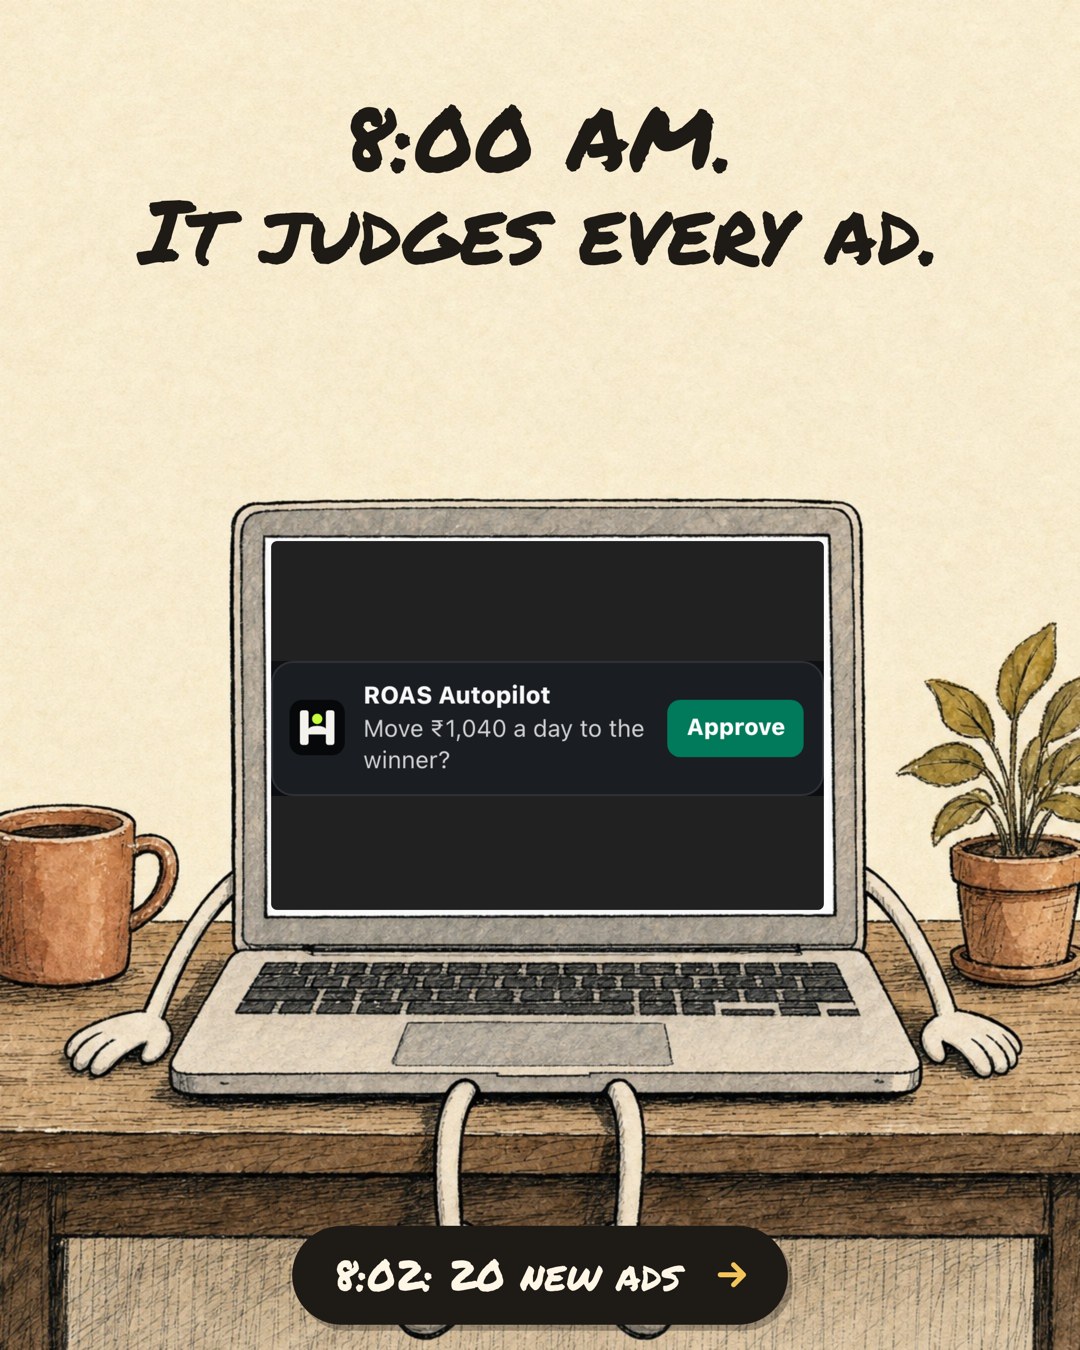 8:00 AM.
It judges every ad.
ROAS Autopilot
Move ₹1,040 a day to the
winner?
Approve
8:02: 20 new ads →